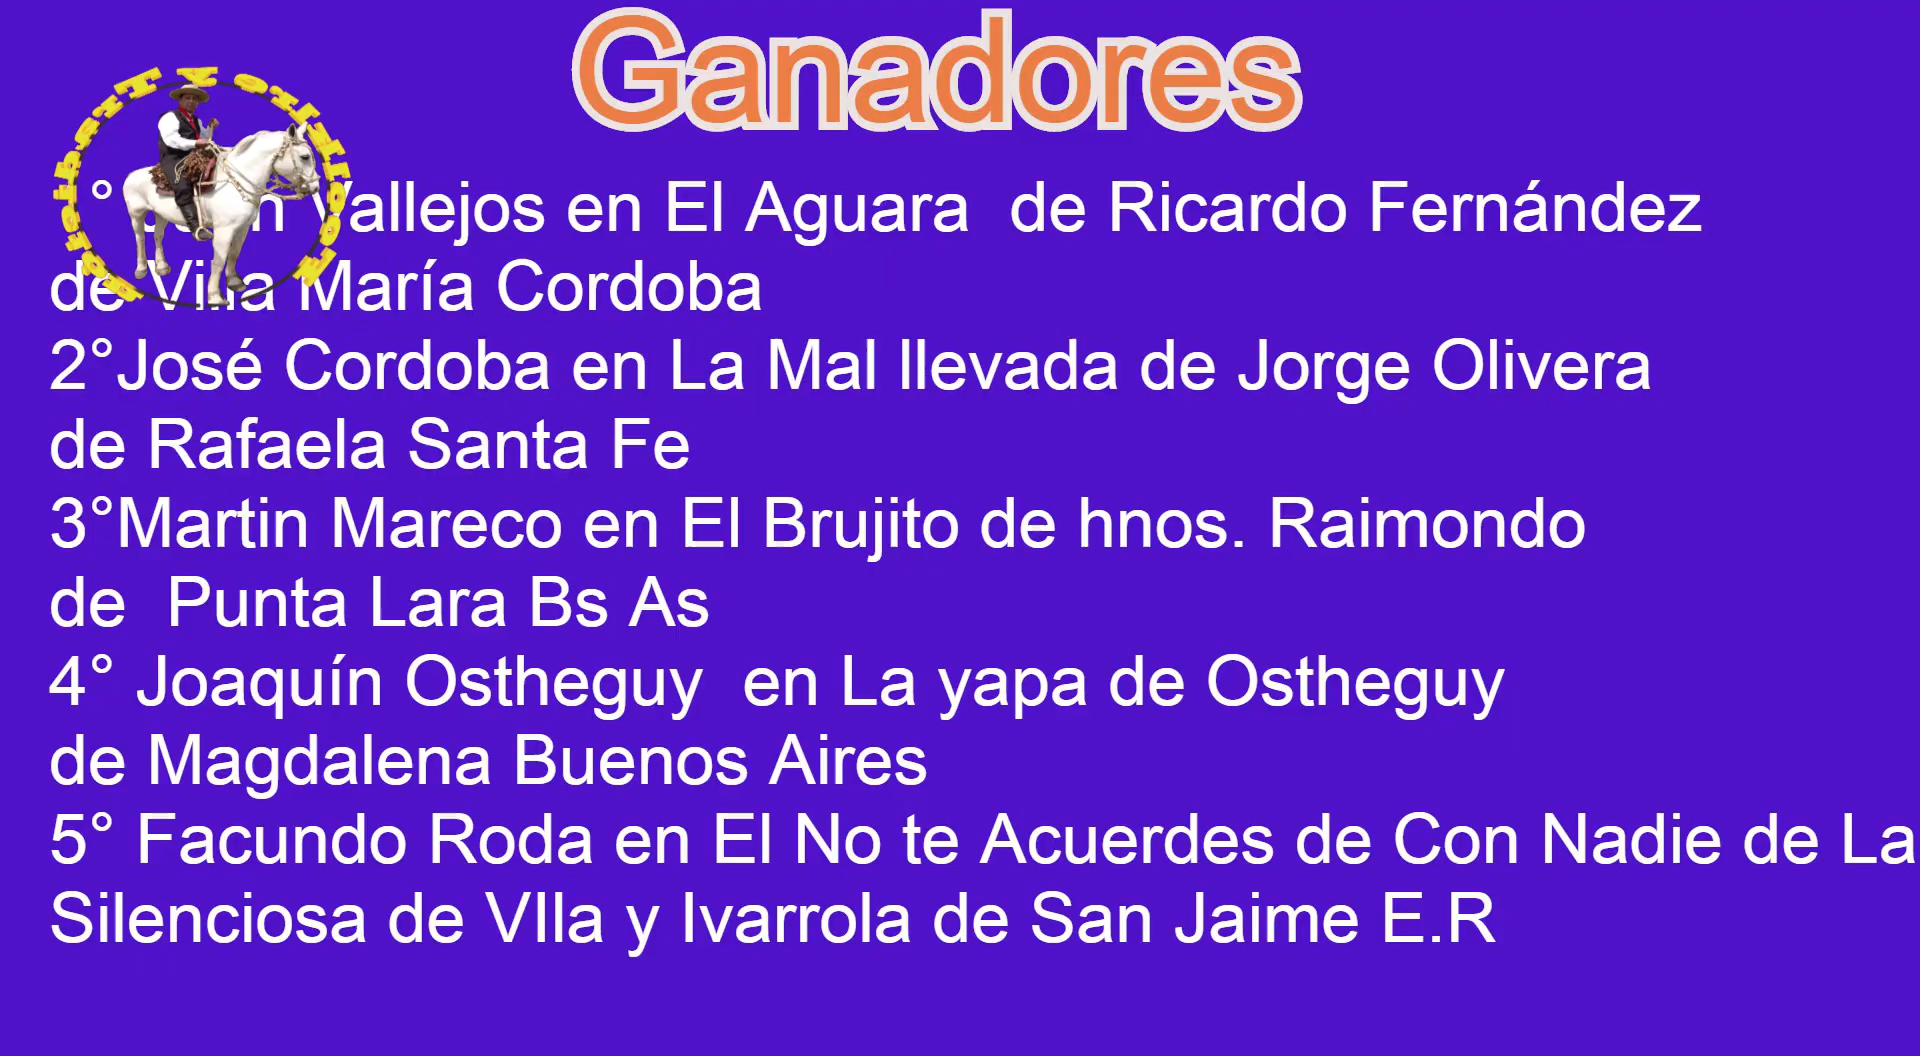 Ganadores
° Vallejos en El Aguara de Ricardo Fernández
de Villa María Cordoba
2°José Cordoba en La Mal llevada de Jorge Olivera
de Rafaela Santa Fe
3°Martin Mareco en El Brujito de hnos. Raimondo
de Punta Lara Bs As
4° Joaquín Ostheguy en La yapa de Ostheguy
de Magdalena Buenos Aires
5° Facundo Roda en El No te Acuerdes de Con Nadie de La
Silenciosa de VIla y Ivarrola de San Jaime E.R